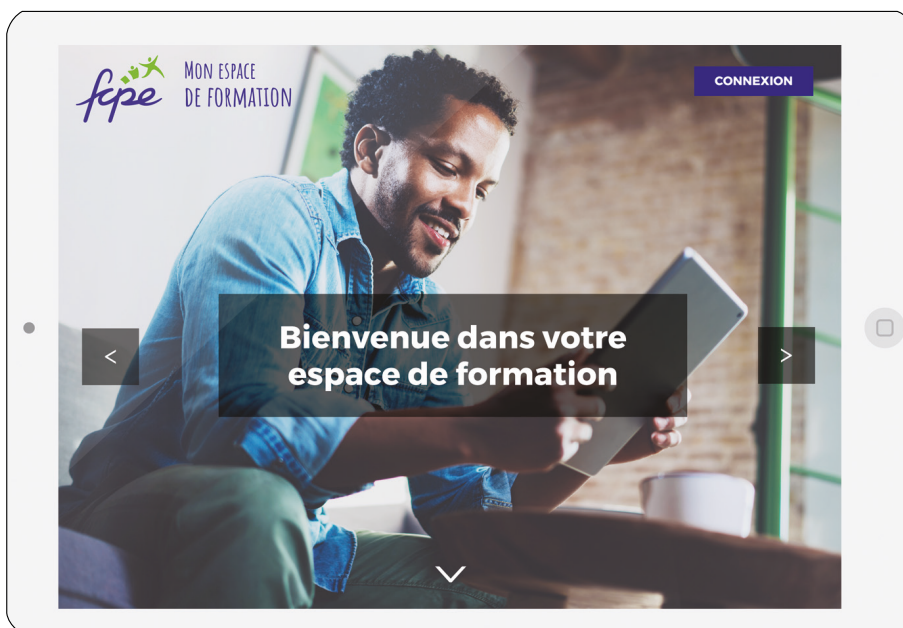 fcpe
MON ESPACE
DE FORMATION
CONNEXION
Bienvenue dans votre
espace de formation
<
>